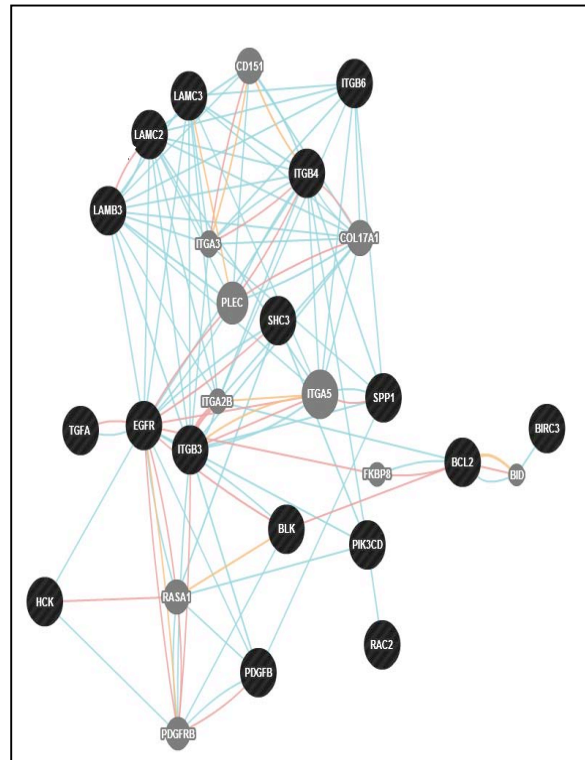 CD151
LAMC3
ITGB6
LAMC2
ITGB4
LAMB3
ITGA3
COL17A1
PLEC
SHC3
ITGA2B
ITGA5
SPP1
TGFA
EGFR
ITGB3
BIRC3
FKBP8
BCL2
BID
BLK
PIK3CD
HCK
RASA1
RAC2
PDGFB
PDGFRB